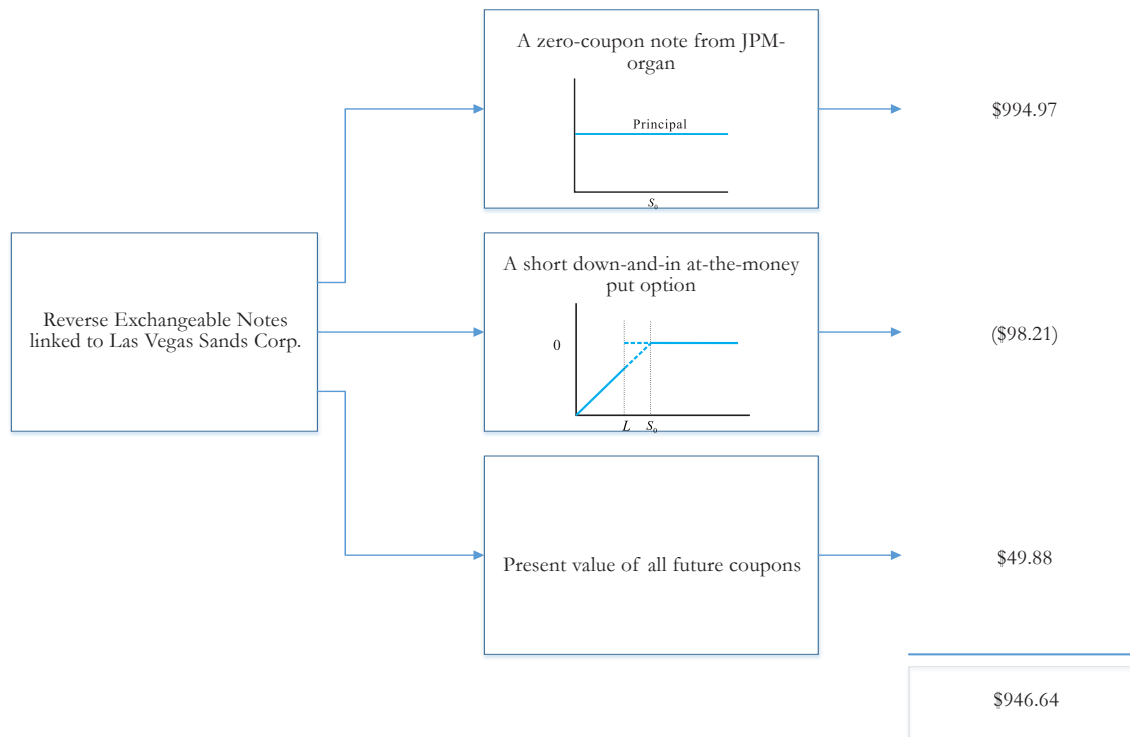 A zero-coupon note from JPM-
organ
Principal
S₀
$994.97
Reverse Exchangeable Notes
linked to Las Vegas Sands Corp.
A short down-and-in at-the-money
put option
0
L S₀
($98.21)
Present value of all future coupons
$49.88
$946.64